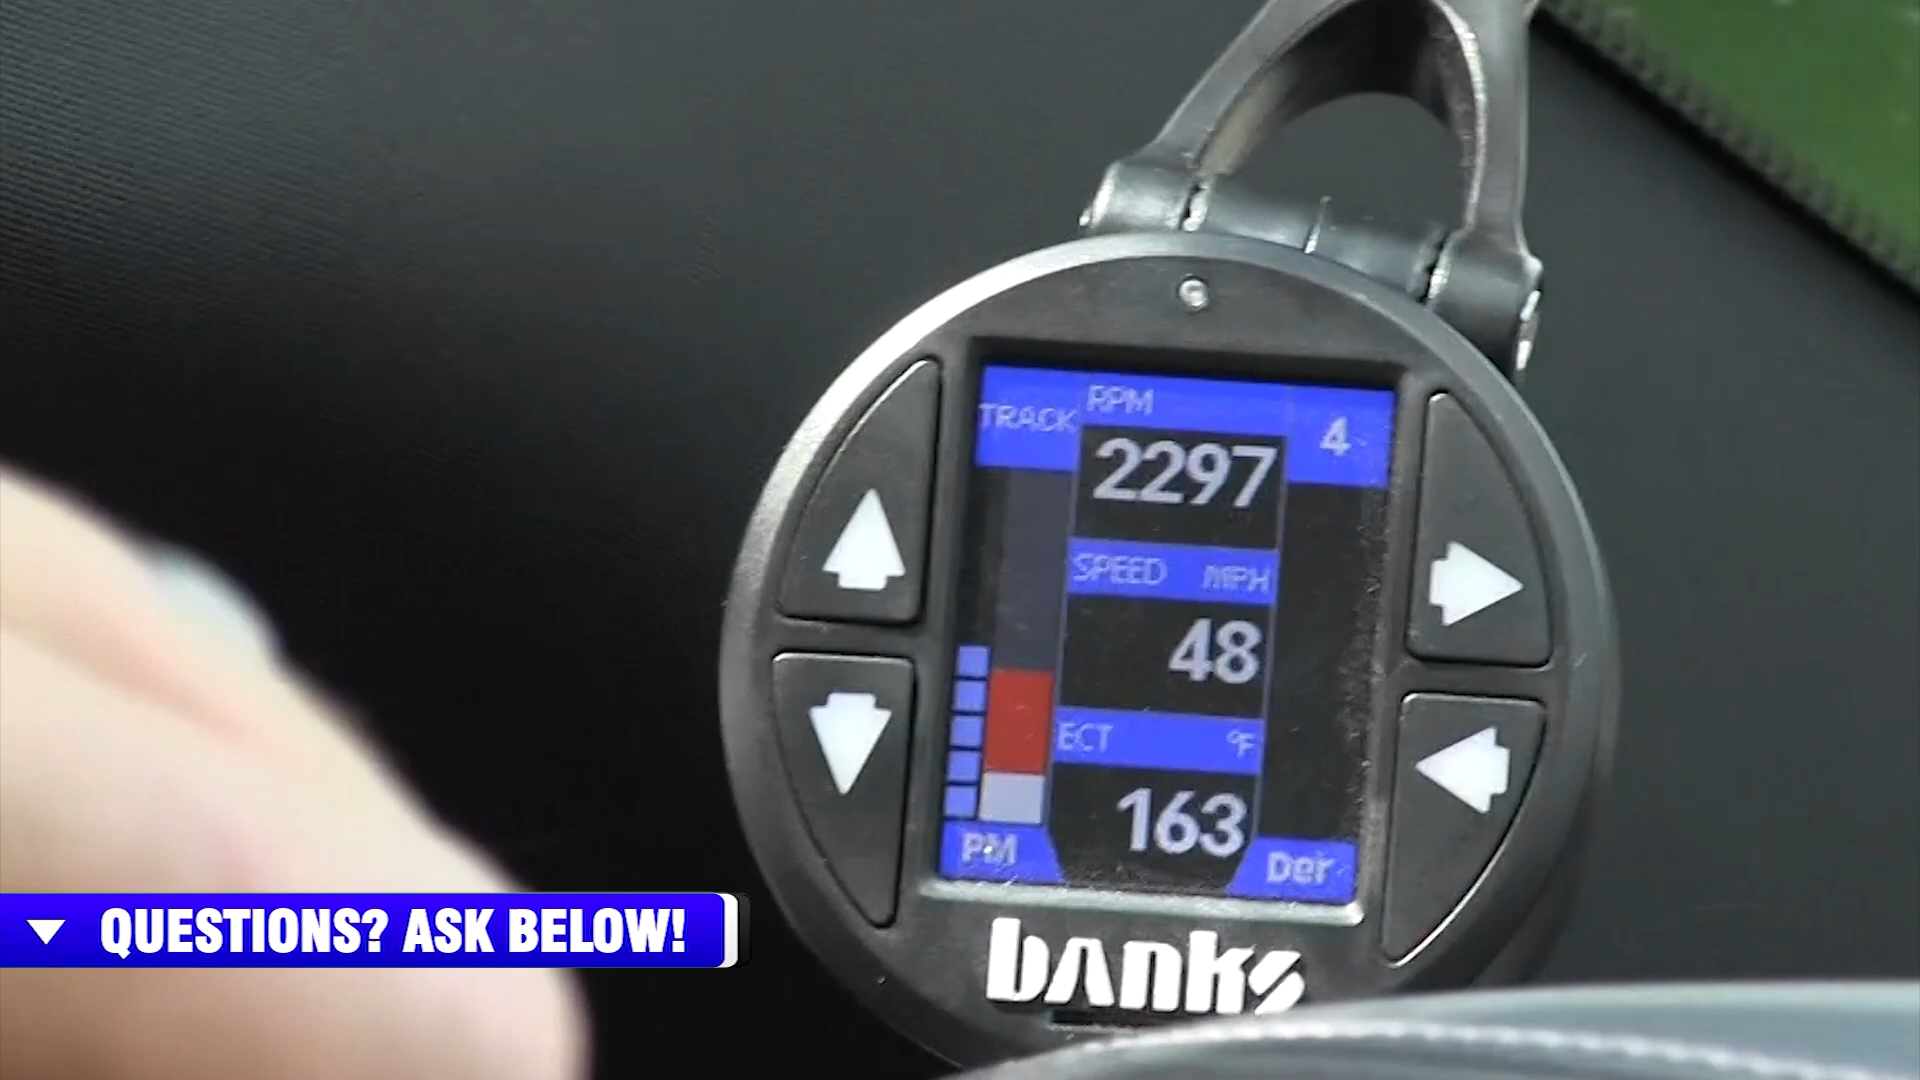 TRACK
RPM
4
2297
SPEED MPH
48
ECT °F
163
PM
Der
banks
QUESTIONS? ASK BELOW!